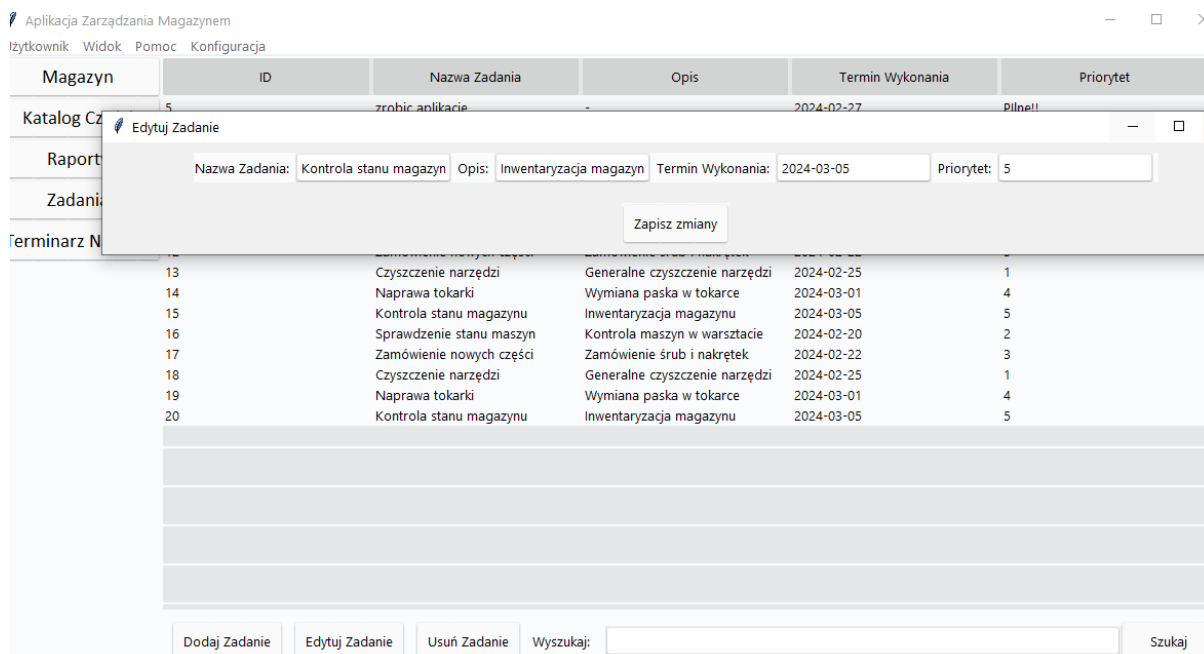 Aplikacja Zarządzania Magazynem
Użytkownik Widok Pomoc Konfiguracja
Magazyn
ID Nazwa Zadania Opis Termin Wykonania Priorytet
5 zrobic aplikacje - 2024-02-27 PIlne!!
Katalog
Edytuj Zadanie
Nazwa Zadania: Kontrola stanu magazyn Opis: Inwentaryzacja magazyn Termin Wykonania: 2024-03-05 Priorytet: 5
Zapisz zmiany
Raport
Zadania
Terminarz N
13 Czyszczenie narzędzi Generalne czyszczenie narzędzi 2024-02-25 1
14 Naprawa tokarki Wymiana paska w tokarce 2024-03-01 4
15 Kontrola stanu magazynu Inwentaryzacja magazynu 2024-03-05 5
16 Sprawdzenie stanu maszyn Kontrola maszyn w warsztacie 2024-02-20 2
17 Zamówienie nowych części Zamówienie śrub i nakrętek 2024-02-22 3
18 Czyszczenie narzędzi Generalne czyszczenie narzędzi 2024-02-25 1
19 Naprawa tokarki Wymiana paska w tokarce 2024-03-01 4
20 Kontrola stanu magazynu Inwentaryzacja magazynu 2024-03-05 5
Dodaj Zadanie Edytuj Zadanie Usuń Zadanie Wyszukaj: Szukaj